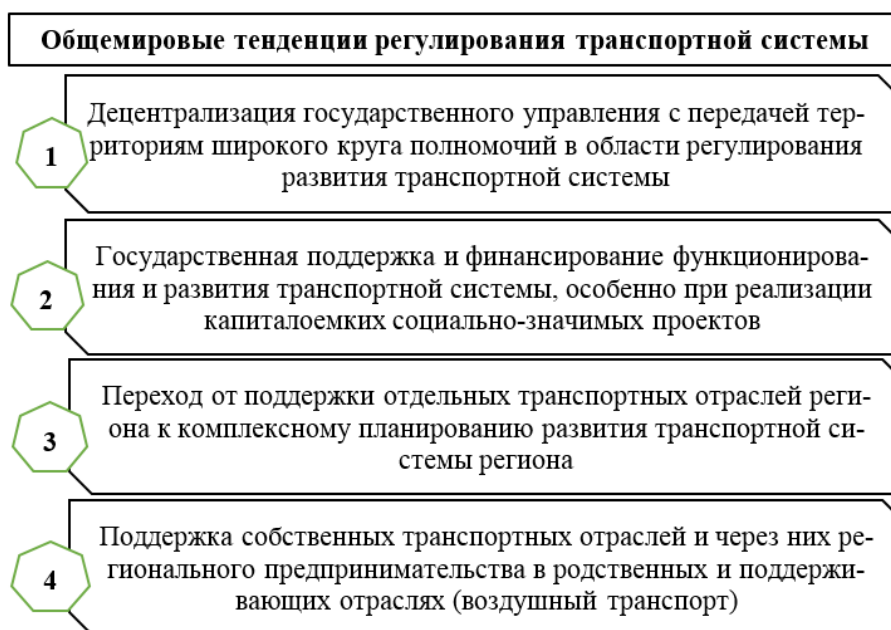 Общемировые тенденции регулирования транспортной системы
Децентрализация государственного управления с передачей тер-
1
риториям широкого круга полномочий в области регулирования
развития транспортной системы
Государственная поддержка и финансирование функционирова-
2
ния и развития транспортной системы, особенно при реализации
капиталоемких социально-значимых проектов
Переход от поддержки отдельных транспортных отраслей реги-
3
она к комплексному планированию развития транспортной си-
стемы региона
Поддержка собственных транспортных отраслей и через них ре-
4
гионального предпринимательства в родственных и поддержи-
вающих отраслях (воздушный транспорт)